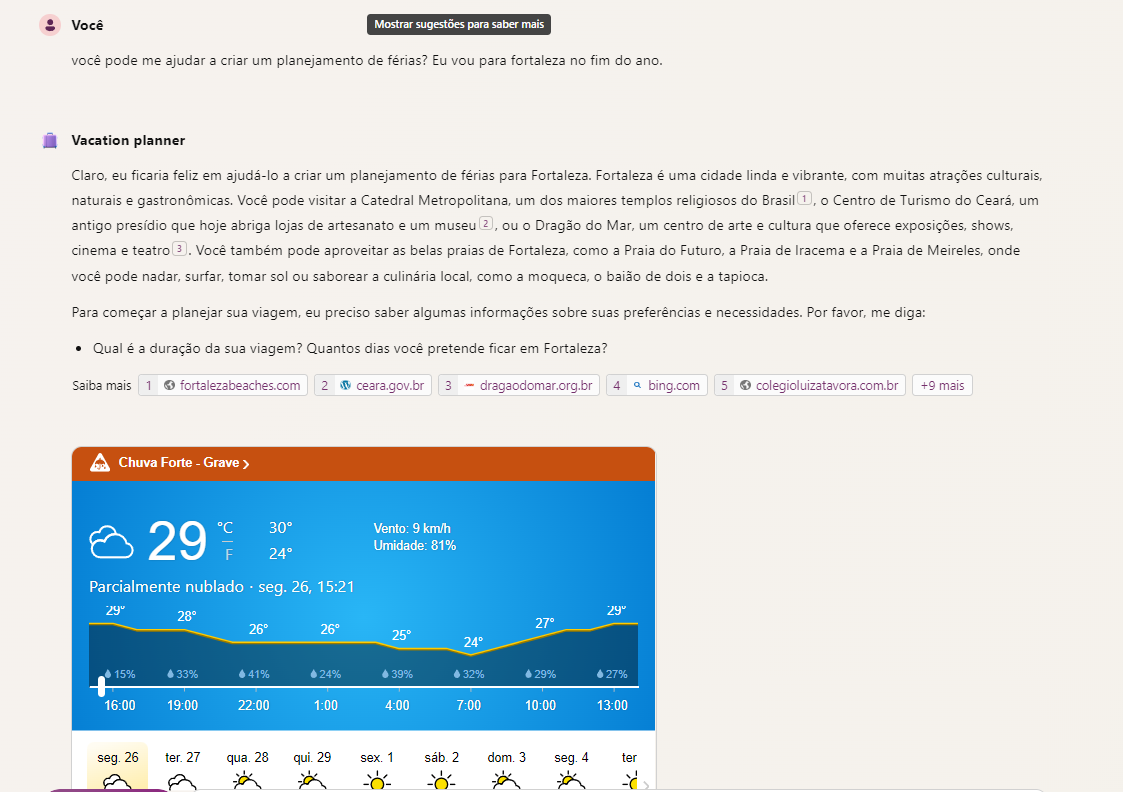 Você
Mostrar sugestões para saber mais
você pode me ajudar a criar um planejamento de férias? Eu vou para fortaleza no fim do ano.
Vacation planner
Claro, eu ficaria feliz em ajudá-lo a criar um planejamento de férias para Fortaleza. Fortaleza é uma cidade linda e vibrante, com muitas atrações culturais,
naturais e gastronômicas. Você pode visitar a Catedral Metropolitana, um dos maiores templos religiosos do Brasil 1 , o Centro de Turismo do Ceará, um
antigo presídio que hoje abriga lojas de artesanato e um museu 2 , ou o Dragão do Mar, um centro de arte e cultura que oferece exposições, shows,
cinema e teatro 3 . Você também pode aproveitar as belas praias de Fortaleza, como a Praia do Futuro, a Praia de Iracema e a Praia de Meireles, onde
você pode nadar, surfar, tomar sol ou saborear a culinária local, como a moqueca, o baião de dois e a tapioca.
Para começar a planejar sua viagem, eu preciso saber algumas informações sobre suas preferências e necessidades. Por favor, me diga:
• Qual é a duração da sua viagem? Quantos dias você pretende ficar em Fortaleza?
Saiba mais 1 fortalezabeaches.com 2 ceara.gov.br 3 dragaodomar.org.br 4 bing.com 5 colegioluizatavora.com.br +9 mais
Chuva Forte - Grave ›
29 °C F 30° 24°
Vento: 9 km/h
Umidade: 81%
Parcialmente nublado · seg. 26, 15:21
29° 28° 26° 26° 25° 24° 27° 29°
15% 33% 41% 24% 39% 32% 29% 27%
16:00 19:00 22:00 1:00 4:00 7:00 10:00 13:00
seg. 26 ter. 27 qua. 28 qui. 29 sex. 1 sáb. 2 dom. 3 seg. 4 ter